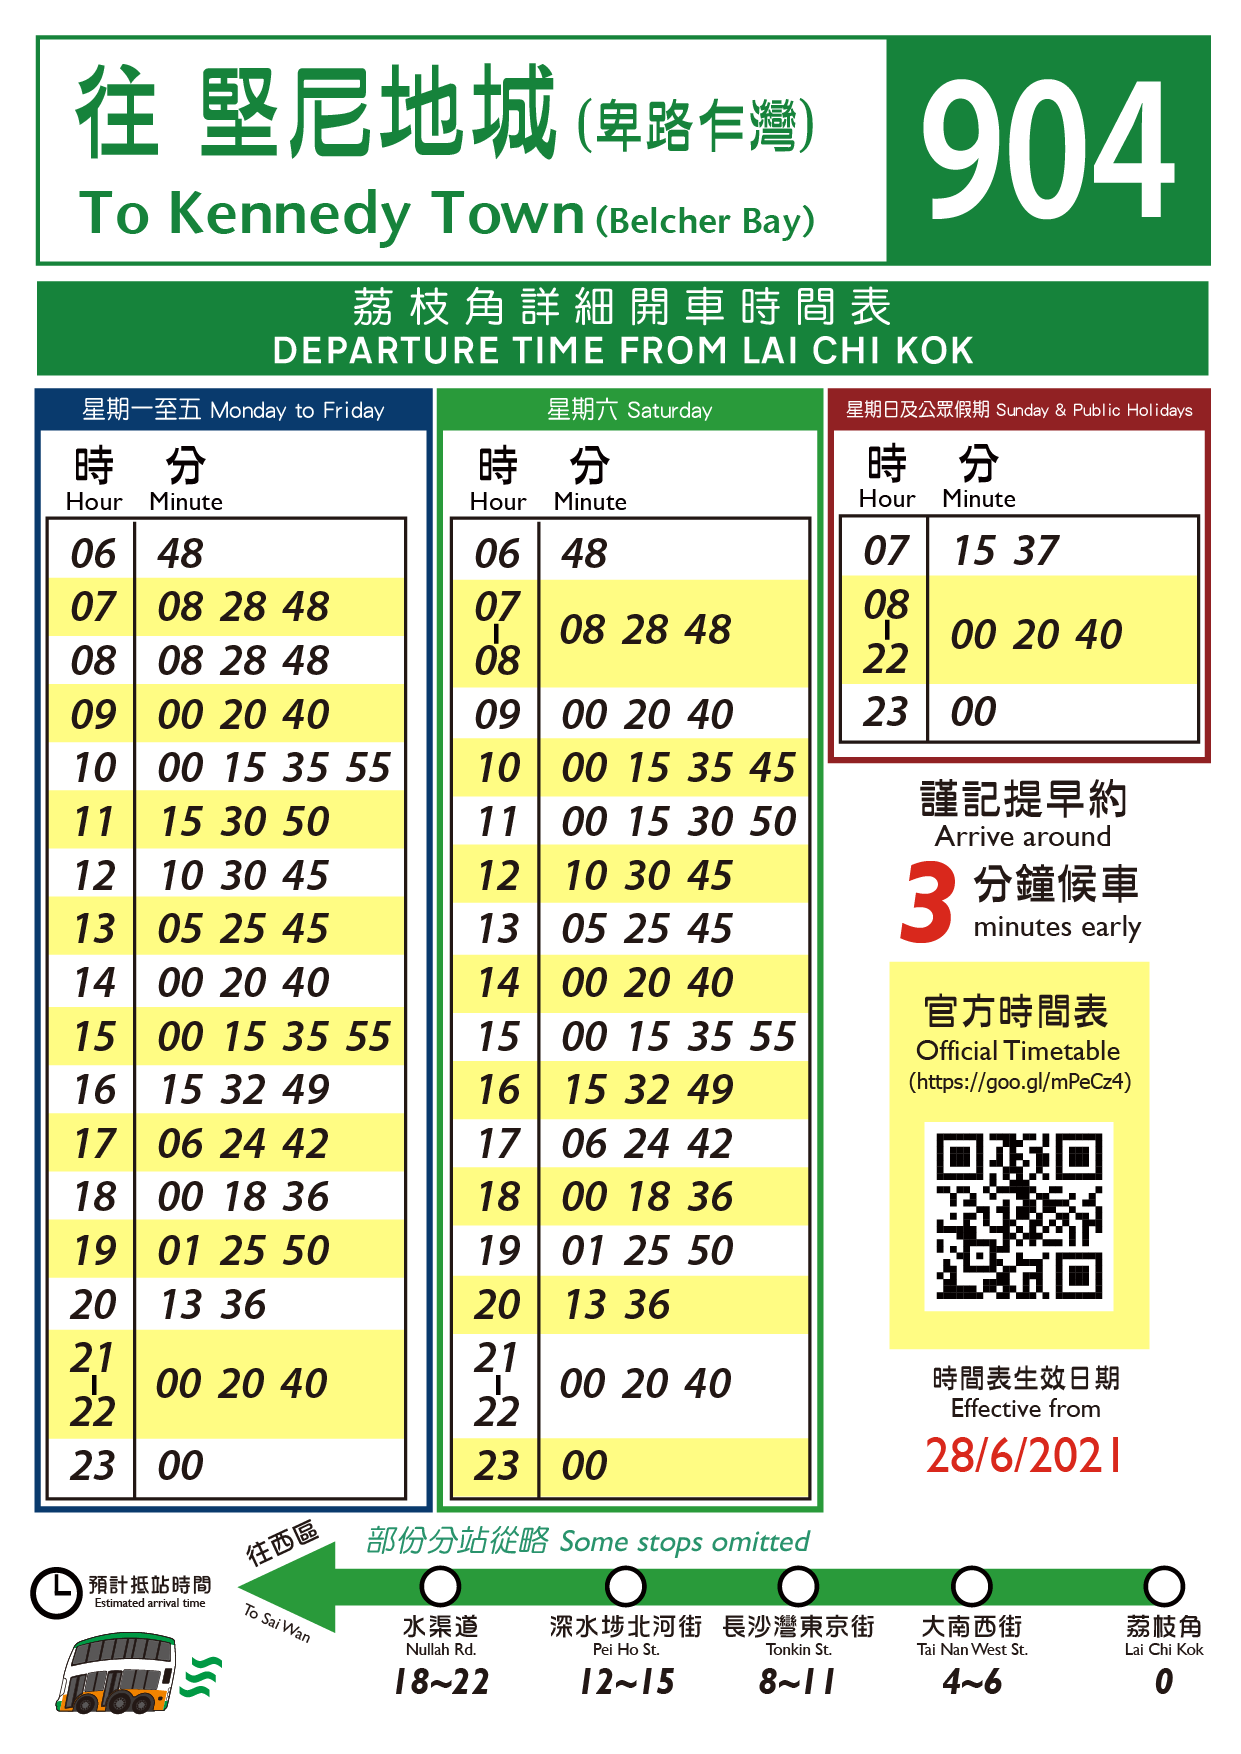 往 堅尼地城 (卑路乍灣)
To Kennedy Town (Belcher Bay)
904
荔枝角詳細開車時間表
DEPARTURE TIME FROM LAI CHI KOK
星期一至五 Monday to Friday
時 分
Hour Minute
06 48
07 08 28 48
08 08 28 48
09 00 20 40
10 00 15 35 55
11 15 30 50
12 10 30 45
13 05 25 45
14 00 20 40
15 00 15 35 55
16 15 32 49
17 06 24 42
18 00 18 36
19 01 25 50
20 13 36
21
00 20 40
22
23 00
星期六 Saturday
時 分
Hour Minute
06 48
07
08 28 48
08
09 00 20 40
10 00 15 35 45
11 00 15 30 50
12 10 30 45
13 05 25 45
14 00 20 40
15 00 15 35 55
16 15 32 49
17 06 24 42
18 00 18 36
19 01 25 50
20 13 36
21
00 20 40
22
23 00
星期日及公眾假期 Sunday & Public Holidays
時 分
Hour Minute
07 15 37
08
00 20 40
22
23 00
謹記提早約
Arrive around
3 分鐘候車
minutes early
官方時間表
Official Timetable
(https://goo.gl/mPeCz4)
時間表生效日期
Effective from
28/6/2021
部份分站從略 Some stops omitted
往西區
To Sai Wan
預計抵站時間
Estimated arrival time
水渠道
Nullah Rd.
18~22
深水埗北河街
Pei Ho St.
12~15
長沙灣東京街
Tonkin St.
8~11
大南西街
Tai Nan West St.
4~6
荔枝角
Lai Chi Kok
0